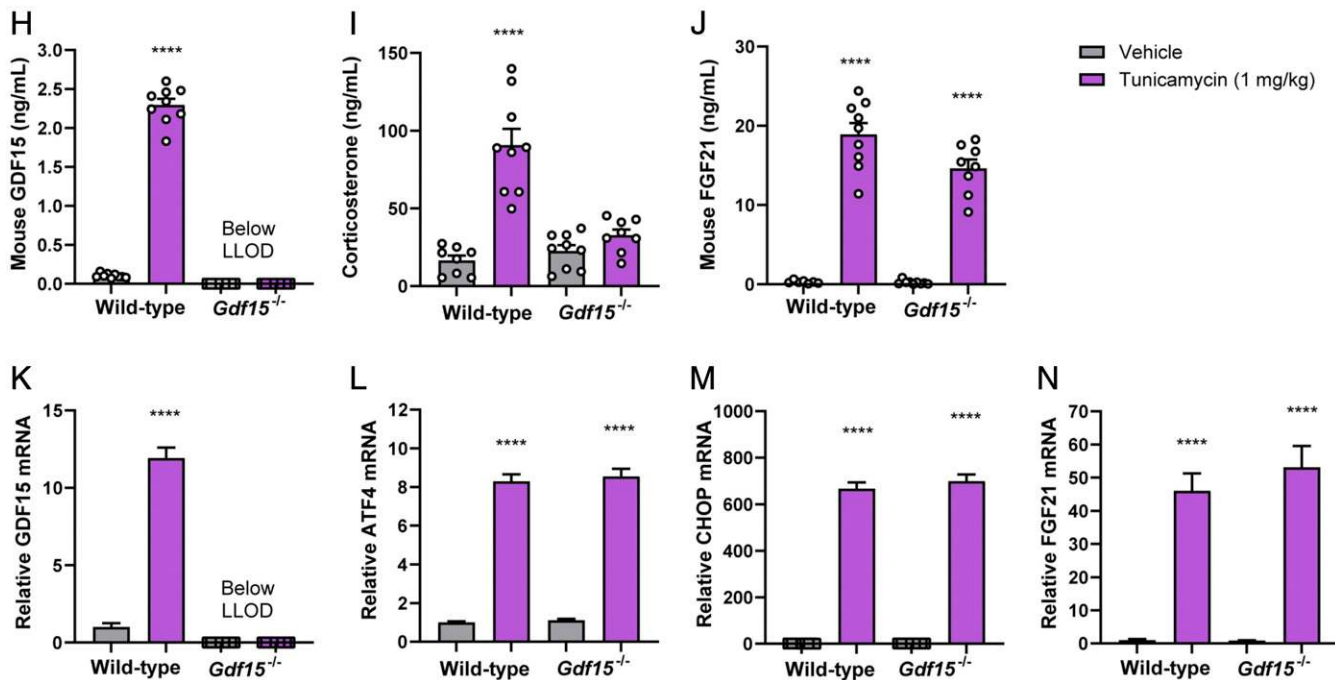 H
Mouse GDF15 (ng/mL)
3.0
2.5
2.0
1.5
1.0
0.5
0.0
****
Below
LLOD
Wild-type
Gdf15-/-
I
Corticosterone (ng/mL)
150
100
50
0
****
Wild-type
Gdf15-/-
J
Mouse FGF21 (ng/mL)
30
20
10
0
****
****
Wild-type
Gdf15-/-
Vehicle
Tunicamycin (1 mg/kg)
K
Relative GDF15 mRNA
15
10
5
0
****
Below
LLOD
Wild-type
Gdf15-/-
L
Relative ATF4 mRNA
12
10
8
6
4
2
0
****
****
Wild-type
Gdf15-/-
M
Relative CHOP mRNA
1000
800
600
400
200
0
****
****
Wild-type
Gdf15-/-
N
Relative FGF21 mRNA
70
60
50
40
30
20
10
0
****
****
Wild-type
Gdf15-/-